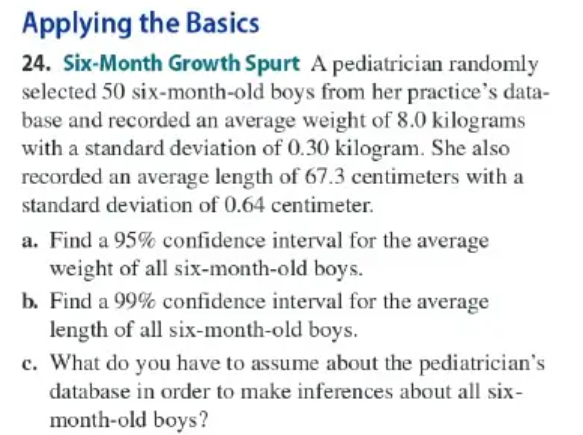 Applying the Basics
24. Six-Month Growth Spurt A pediatrician randomly
selected 50 six-month-old boys from her practice's data-
base and recorded an average weight of 8.0 kilograms
with a standard deviation of 0.30 kilogram. She also
recorded an average length of 67.3 centimeters with a
standard deviation of 0.64 centimeter.
a. Find a 95% confidence interval for the average
weight of all six-month-old boys.
b. Find a 99% confidence interval for the average
length of all six-month-old boys.
c. What do you have to assume about the pediatrician's
database in order to make inferences about all six-
month-old boys?